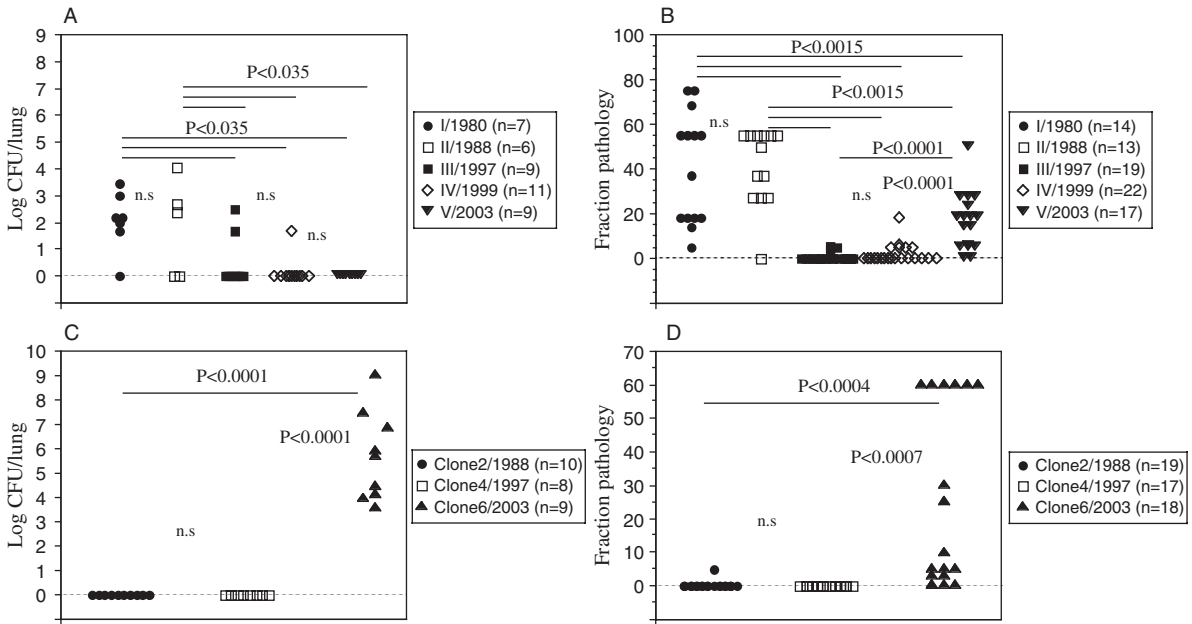 A
9
8
7
6
5
4
3
2
1
0
Log CFU/lung
P<0.035
P<0.035
n.s
n.s
n.s
I/1980 (n=7)
II/1988 (n=6)
III/1997 (n=9)
IV/1999 (n=11)
V/2003 (n=9)
B
100
80
60
40
20
0
Fraction pathology
P<0.0015
P<0.0015
n.s
P<0.0001
n.s
P<0.0001
I/1980 (n=14)
II/1988 (n=13)
III/1997 (n=19)
IV/1999 (n=22)
V/2003 (n=17)
C
10
9
8
7
6
5
4
3
2
1
0
Log CFU/lung
P<0.0001
P<0.0001
n.s
Clone2/1988 (n=10)
Clone4/1997 (n=8)
Clone6/2003 (n=9)
D
70
60
50
40
30
20
10
0
Fraction pathology
P<0.0004
P<0.0007
n.s
Clone2/1988 (n=19)
Clone4/1997 (n=17)
Clone6/2003 (n=18)